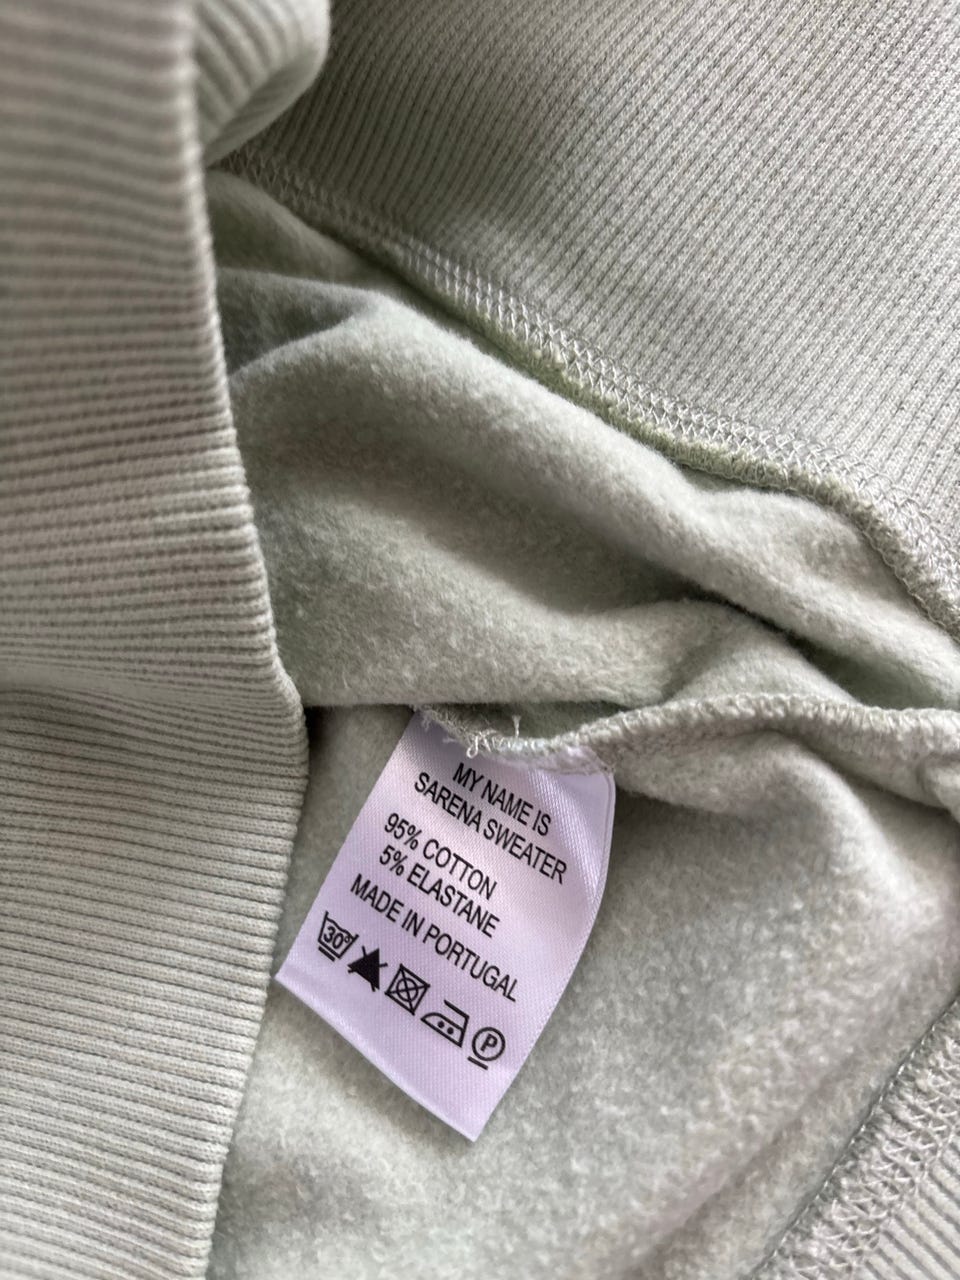 MY NAME IS
SARENA SWEATER
95% COTTON
5% ELASTANE
MADE IN PORTUGAL
30°
P